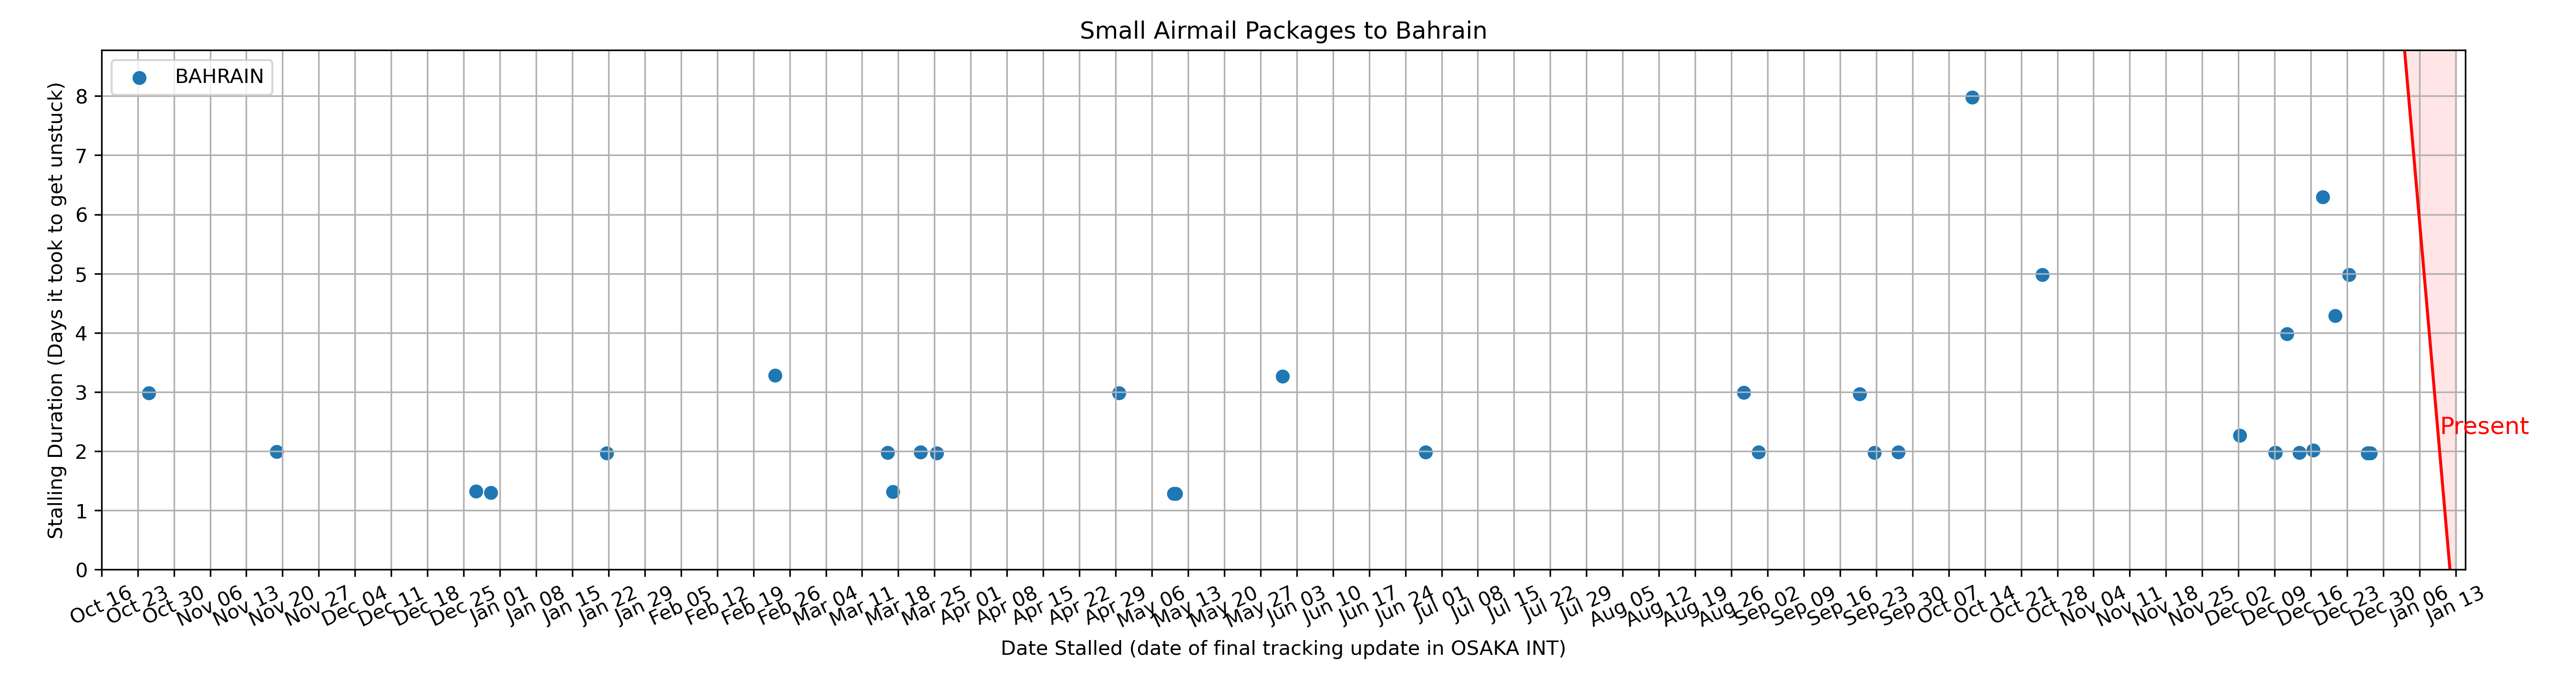 Small Airmail Packages to Bahrain
BAHRAIN
Stalling Duration (Days it took to get unstuck)
8
7
6
5
4
3
2
1
0
Present
Oct 16 Oct 23 Oct 30 Nov 06 Nov 13 Nov 20 Nov 27 Dec 04 Dec 11 Dec 18 Dec 25 Jan 01 Jan 08 Jan 15 Jan 22 Jan 29 Feb 05 Feb 12 Feb 19 Feb 26 Mar 04 Mar 11 Mar 18 Mar 25 Apr 01 Apr 08 Apr 15 Apr 22 Apr 29 May 06 May 13 May 20 May 27 Jun 03 Jun 10 Jun 17 Jun 24 Jul 01 Jul 08 Jul 15 Jul 22 Jul 29 Aug 05 Aug 12 Aug 19 Aug 26 Sep 02 Sep 09 Sep 16 Sep 23 Sep 30 Oct 07 Oct 14 Oct 21 Oct 28 Nov 04 Nov 11 Nov 18 Nov 25 Dec 02 Dec 09 Dec 16 Dec 23 Dec 30 Jan 06 Jan 13
Date Stalled (date of final tracking update in OSAKA INT)